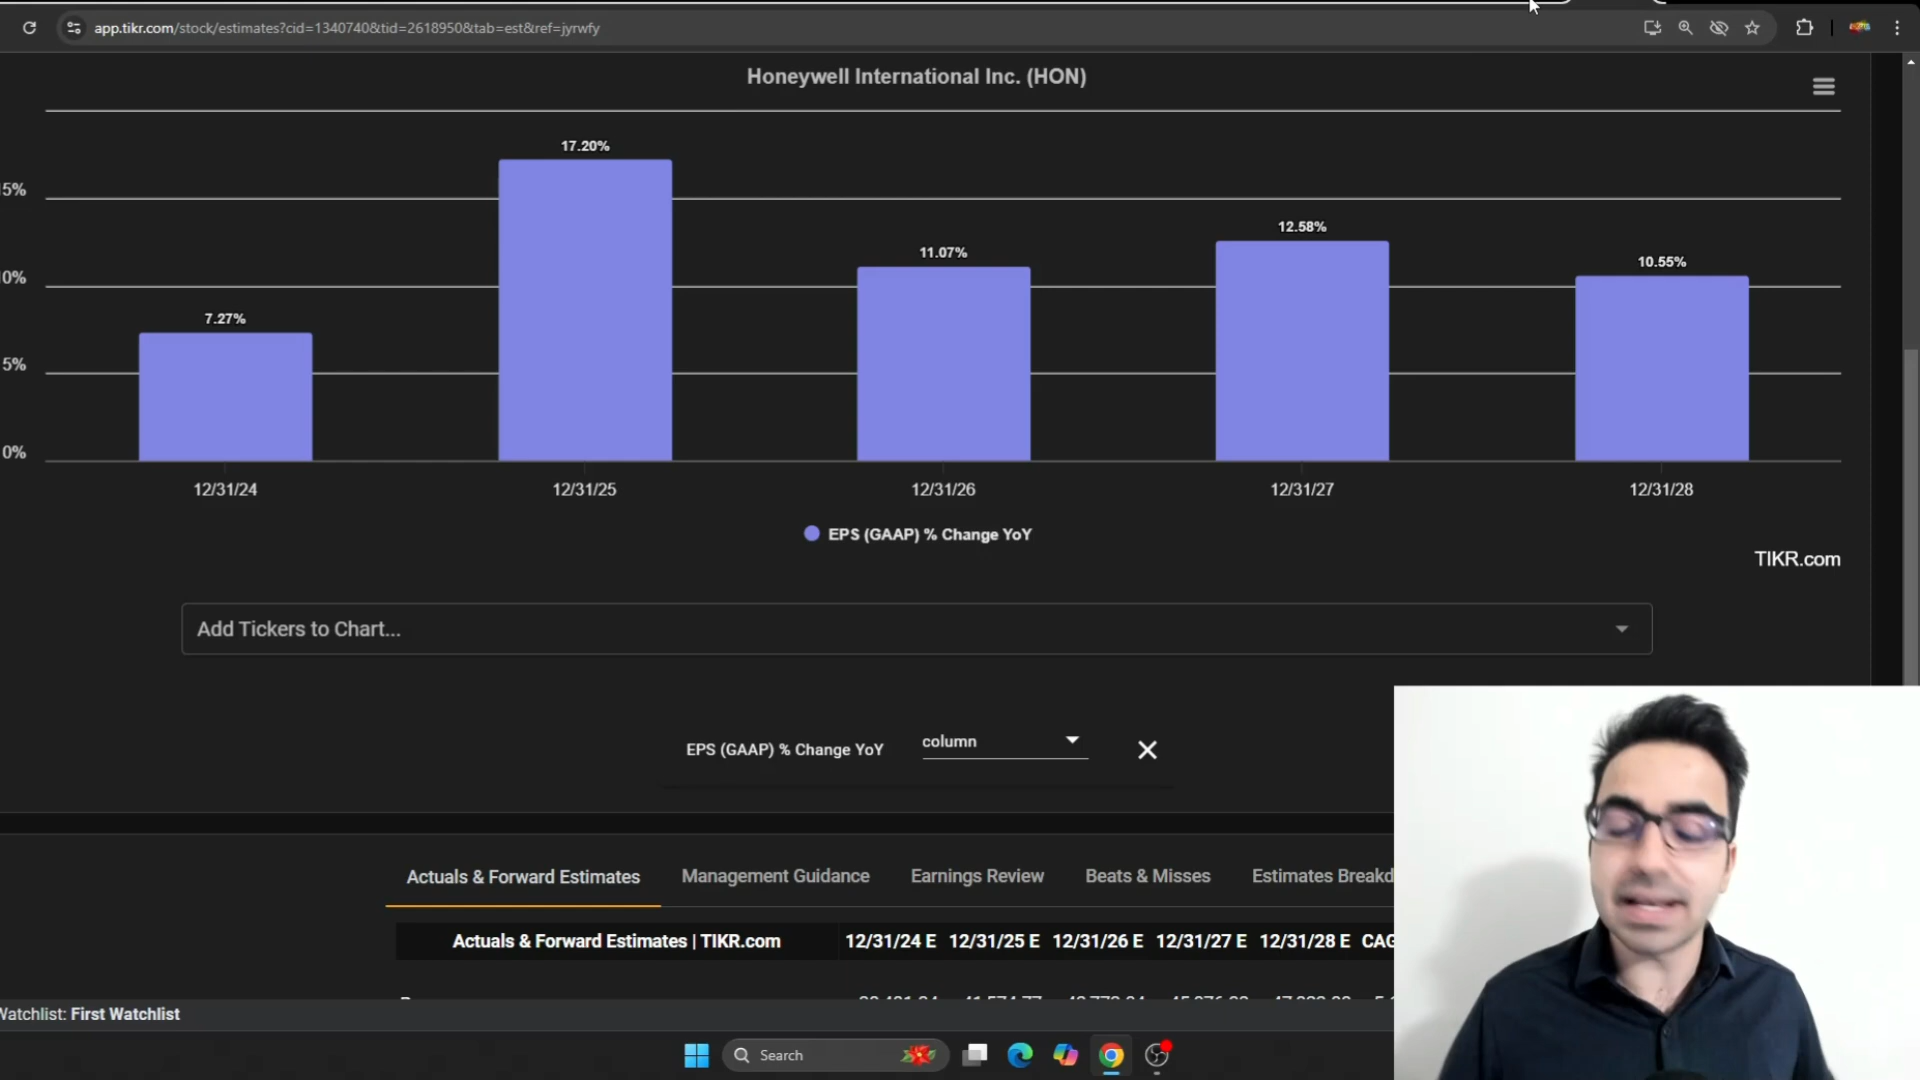 app.tikr.com/stock/estimates?cid=1340740&tid=2618950&tab=est&ref=jyrwfy
Honeywell International Inc. (HON)
17.20%
5%
12.58%
11.07%
10.55%
0%
7.27%
5%
0%
12/31/24 12/31/25 12/31/26 12/31/27 12/31/28
EPS (GAAP) % Change YoY
TIKR.com
Add Tickers to Chart...
EPS (GAAP) % Change YoY column
Actuals & Forward Estimates Management Guidance Earnings Review Beats & Misses Estimates Breakd
Actuals & Forward Estimates | TIKR.com 12/31/24 E 12/31/25 E 12/31/26 E 12/31/27 E 12/31/28 E CAG
Watchlist: First Watchlist
Search